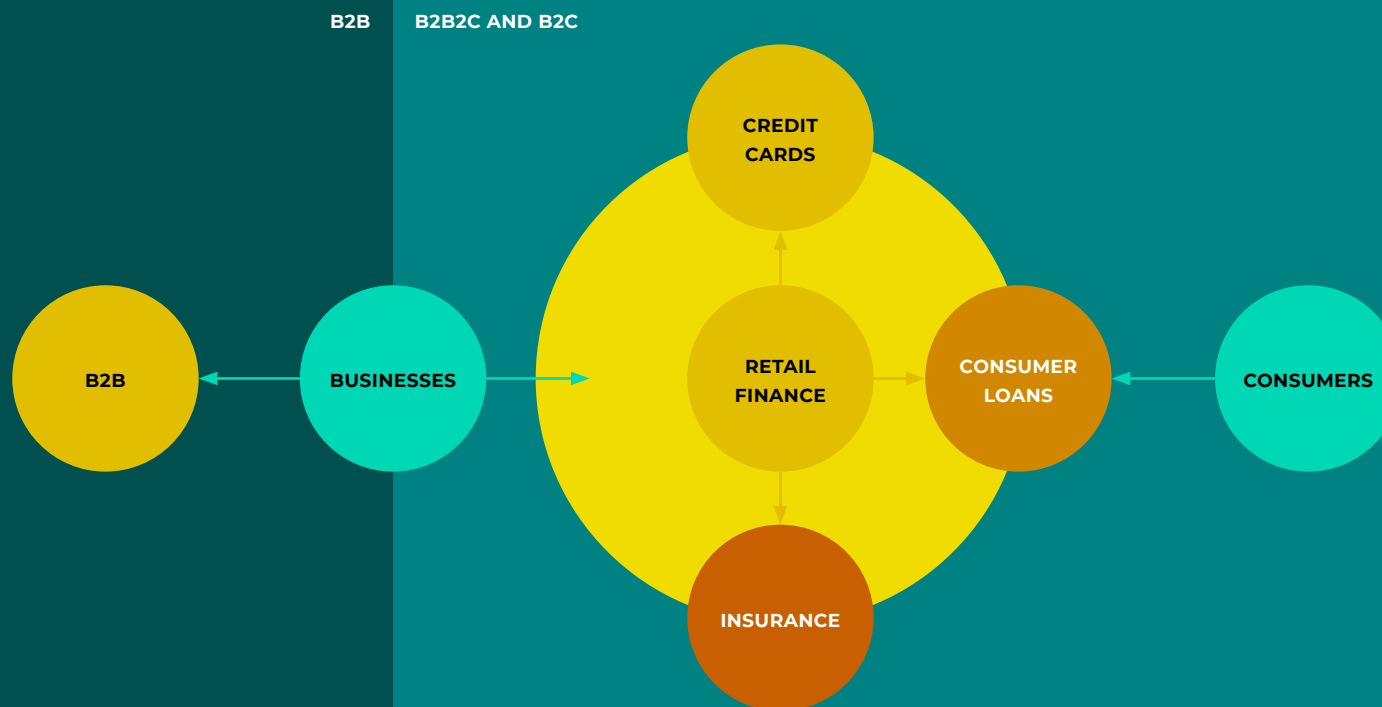 B2B
B2B2C AND B2C
CREDIT
CARDS
B2B
BUSINESSES
RETAIL
FINANCE
CONSUMER
LOANS
CONSUMERS
INSURANCE